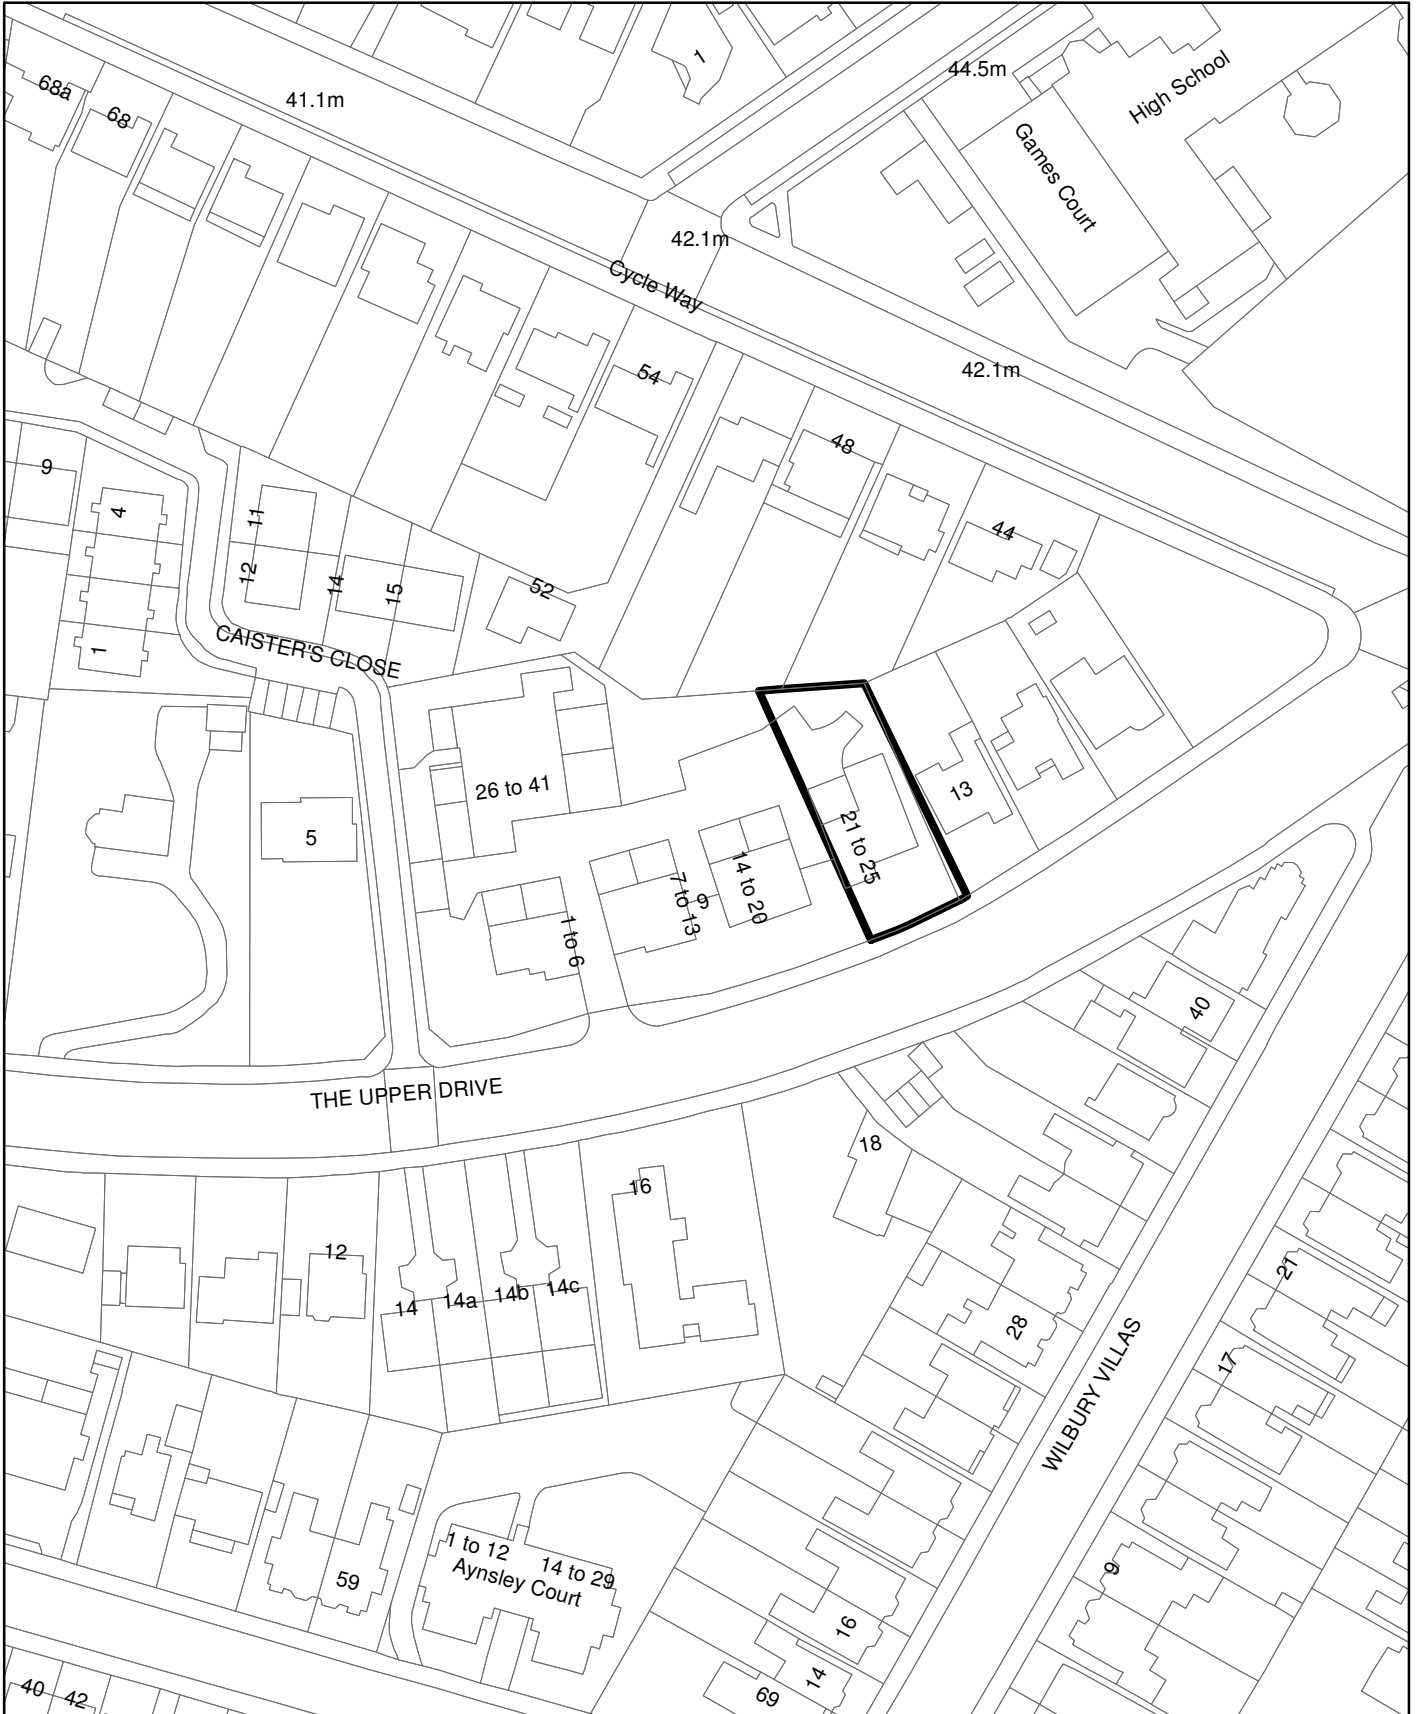 68a
68
41.1m
1
44.5m
High School
Games Court
42.1m
Cycle Way
42.1m
54
48
44
9
4
11
12
14
15
52
1
CAISTER'S CLOSE
26 to 41
5
13
21 to 25
14 to 20
7 to 13
9
1 to 6
40
THE UPPER DRIVE
18
16
12
14
14a
14b
14c
28
21
17
WILBURY VILLAS
59
1 to 12
14 to 29
Aynsley Court
9
16
14
69
40
42